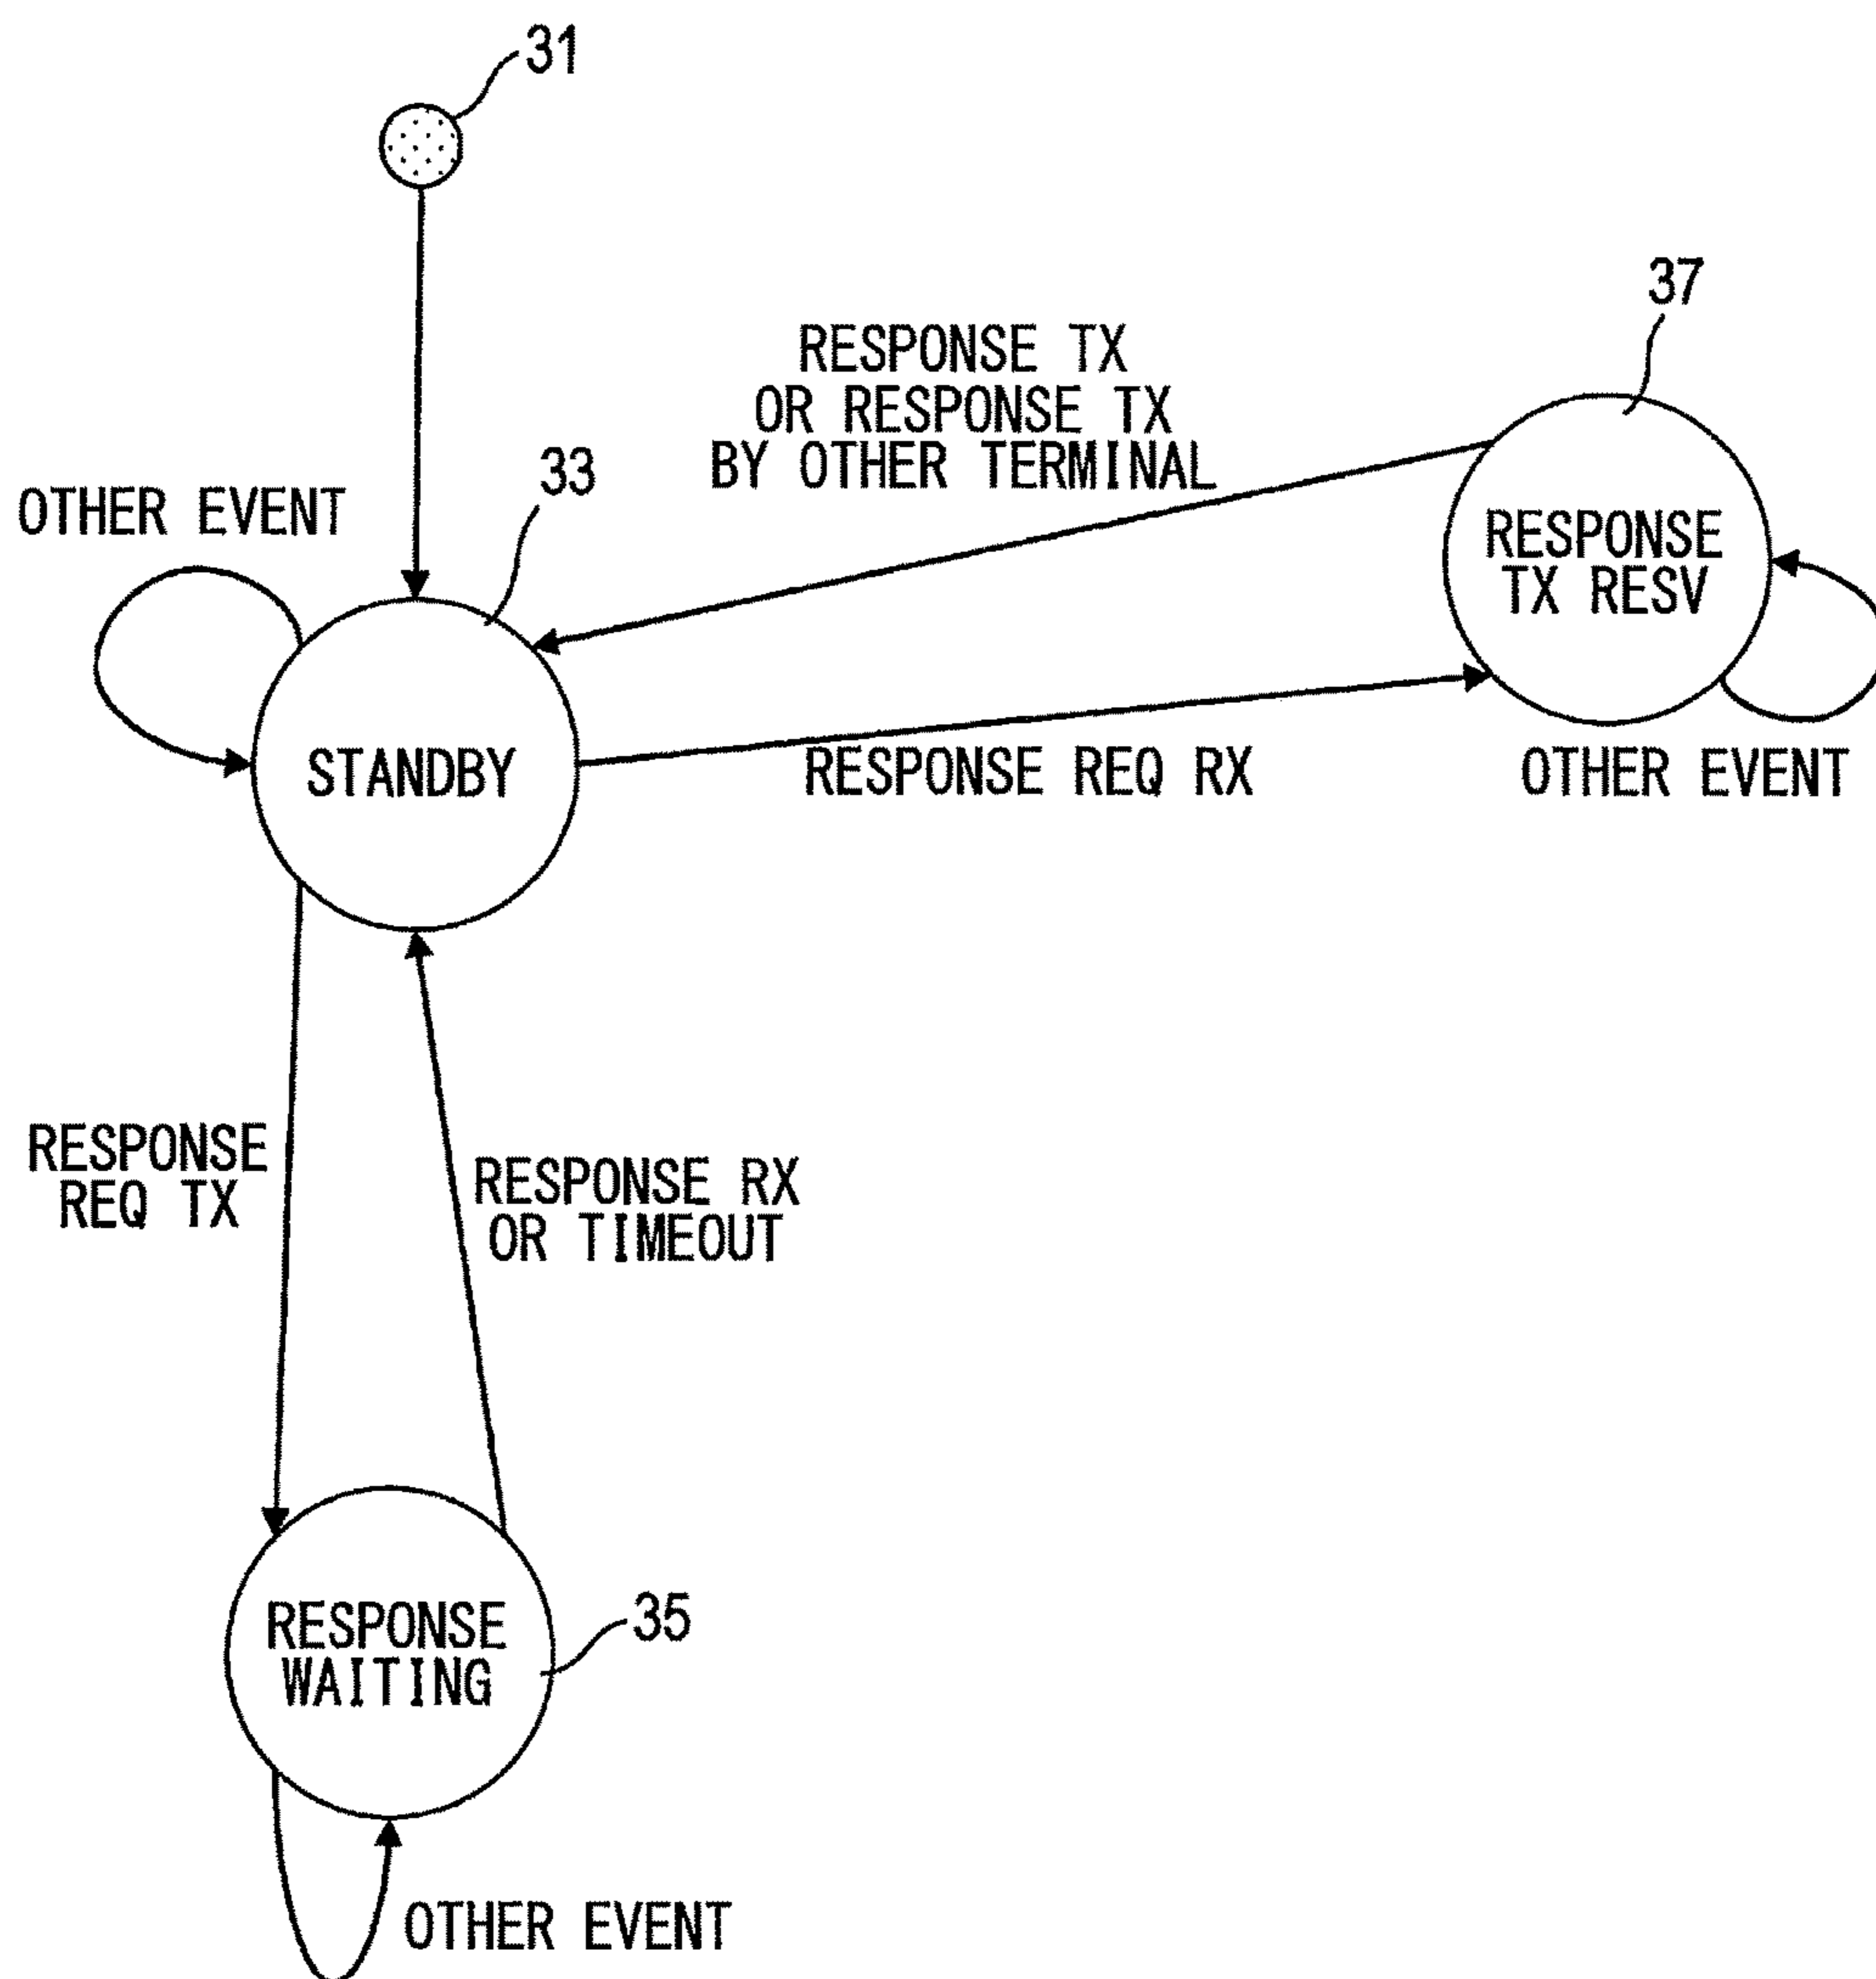 31
37
RESPONSE TX
OR RESPONSE TX
BY OTHER TERMINAL
33
OTHER EVENT
RESPONSE
TX RESV
STANDBY
RESPONSE REQ RX
OTHER EVENT
RESPONSE
REQ TX
RESPONSE RX
OR TIMEOUT
RESPONSE
WAITING
35
OTHER EVENT